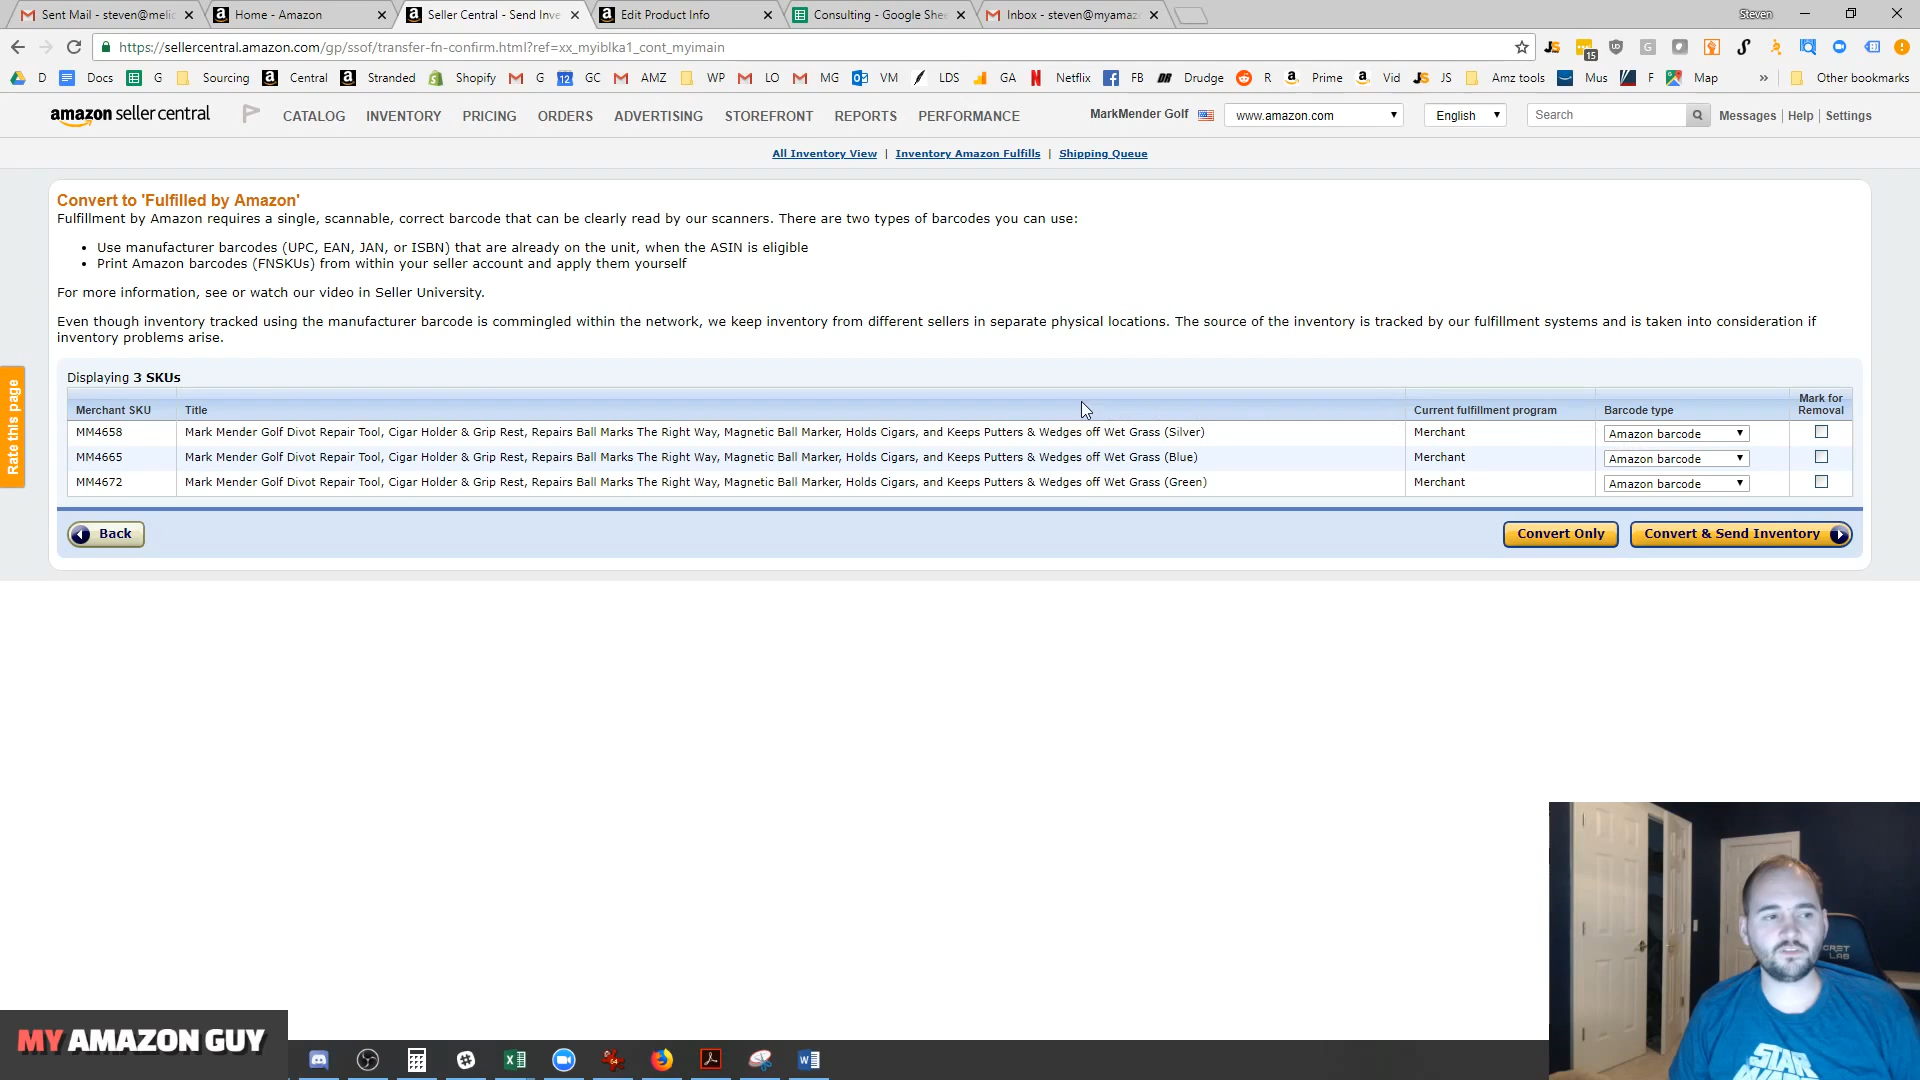 Sent Mail - steven@melic
Home - Amazon
Seller Central - Send Inve
Edit Product Info
Consulting - Google She
Inbox - steven@myamaz
Steven
https://sellercentral.amazon.com/gp/ssof/transfer-fn-confirm.html?ref=xx_myiblka1_cont_myimain
15
D Docs G Sourcing Central Stranded Shopify G GC AMZ WP LO MG VM LDS GA Netflix FB Drudge R Prime Vid JS Amz tools Mus F Map » Other bookmarks
amazon seller central
CATALOG INVENTORY PRICING ORDERS ADVERTISING STOREFRONT REPORTS PERFORMANCE
MarkMender Golf
www.amazon.com
English
Search
Messages | Help | Settings
All Inventory View | Inventory Amazon Fulfills | Shipping Queue
Convert to 'Fulfilled by Amazon'
Fulfillment by Amazon requires a single, scannable, correct barcode that can be clearly read by our scanners. There are two types of barcodes you can use:
• Use manufacturer barcodes (UPC, EAN, JAN, or ISBN) that are already on the unit, when the ASIN is eligible
• Print Amazon barcodes (FNSKUs) from within your seller account and apply them yourself
For more information, see or watch our video in Seller University.
Even though inventory tracked using the manufacturer barcode is commingled within the network, we keep inventory from different sellers in separate physical locations. The source of the inventory is tracked by our fulfillment systems and is taken into consideration if
inventory problems arise.
Rate this page
Displaying 3 SKUs
Merchant SKU Title Current fulfillment program Barcode type Mark for Removal
MM4658 Mark Mender Golf Divot Repair Tool, Cigar Holder & Grip Rest, Repairs Ball Marks The Right Way, Magnetic Ball Marker, Holds Cigars, and Keeps Putters & Wedges off Wet Grass (Silver) Merchant Amazon barcode
MM4665 Mark Mender Golf Divot Repair Tool, Cigar Holder & Grip Rest, Repairs Ball Marks The Right Way, Magnetic Ball Marker, Holds Cigars, and Keeps Putters & Wedges off Wet Grass (Blue) Merchant Amazon barcode
MM4672 Mark Mender Golf Divot Repair Tool, Cigar Holder & Grip Rest, Repairs Ball Marks The Right Way, Magnetic Ball Marker, Holds Cigars, and Keeps Putters & Wedges off Wet Grass (Green) Merchant Amazon barcode
Back
Convert Only
Convert & Send Inventory
CRET
LAB
STAR
MY AMAZON GUY